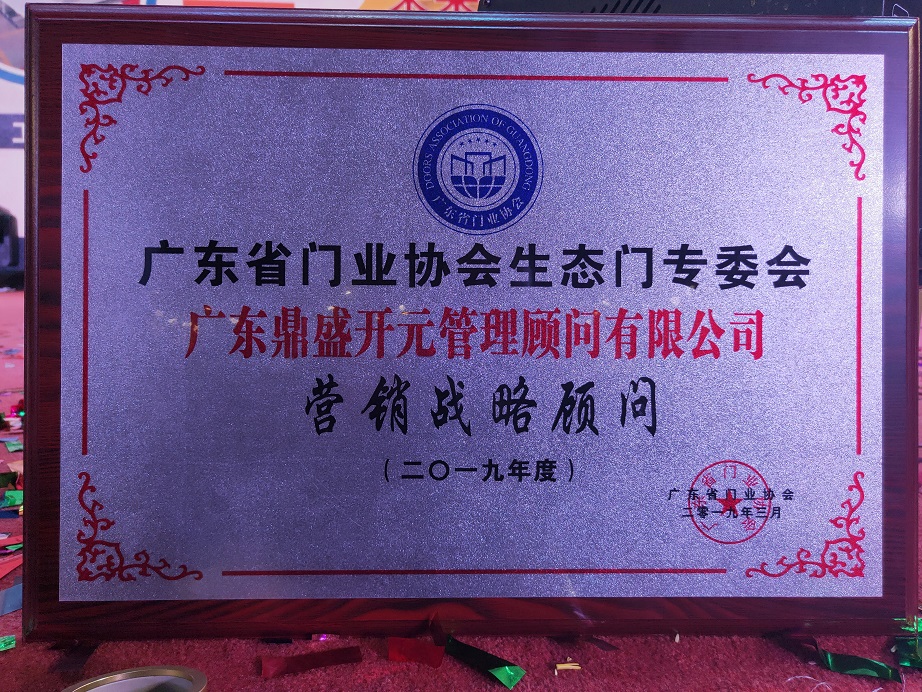 DOORS ASSOCIATION OF GUANGDONG
广东省门业协会
广东省门业协会生态门专委会
广东鼎盛开元管理顾问有限公司
营销战略顾问
（二〇一九年度）
广东省门业协会
二零一九年三月